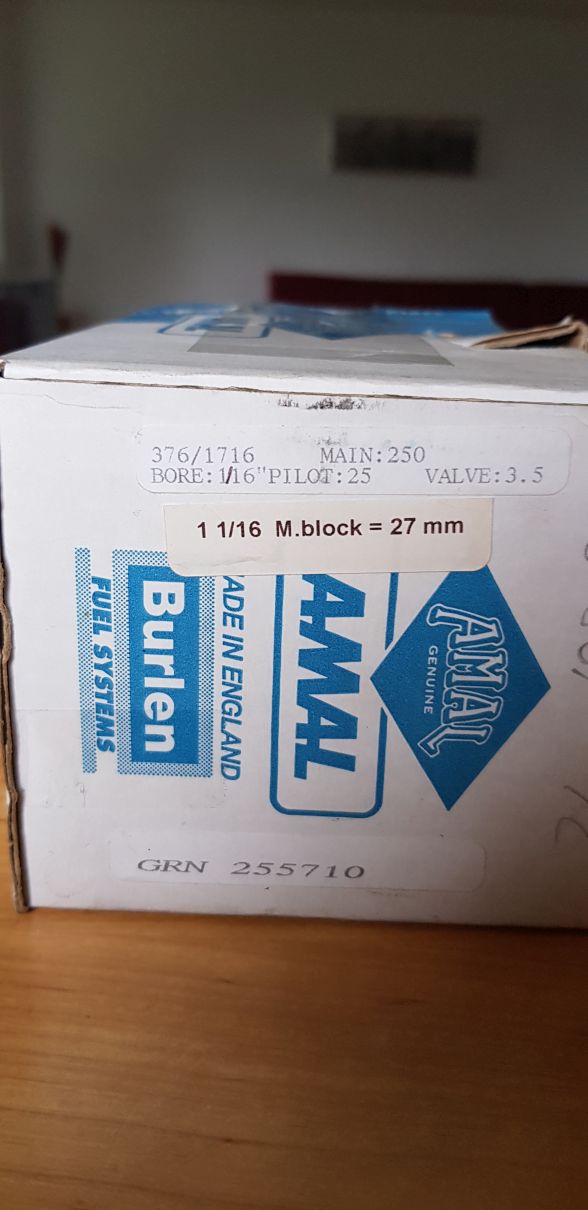 376/1716 MAIN:250
BORE:1/16"PILOT:25 VALVE:3.5
1 1/16 M.block = 27 mm
AMAL
GENUINE
AMAL
ADE IN ENGLAND
Burlen
FUEL SYSTEMS
GRN 255710